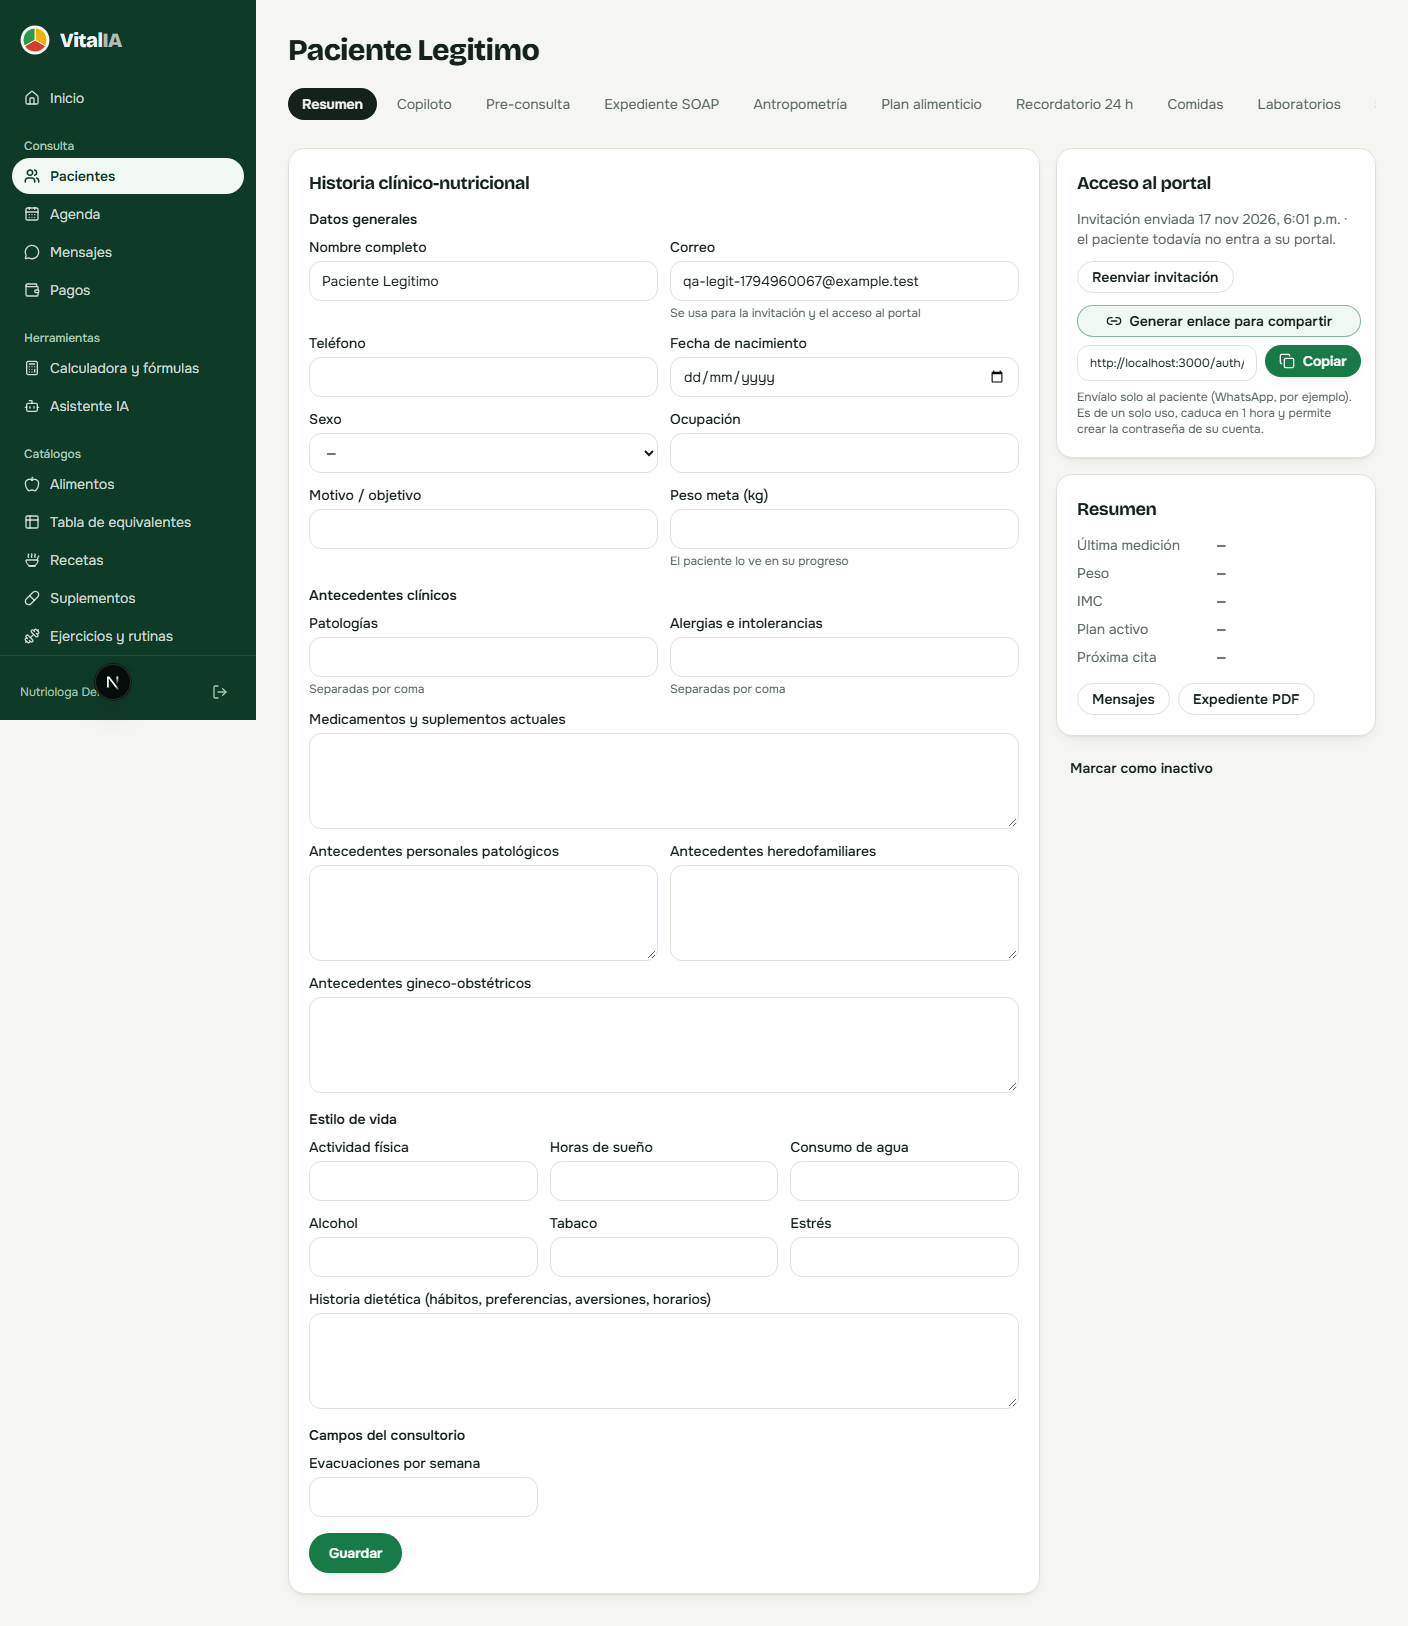 VitalIA
Inicio
Consulta
Pacientes
Agenda
Mensajes
Pagos
Herramientas
Calculadora y fórmulas
Asistente IA
Catálogos
Alimentos
Tabla de equivalentes
Recetas
Suplementos
Ejercicios y rutinas
Nutriologa De
N
Paciente Legitimo
Resumen
Copiloto
Pre-consulta
Expediente SOAP
Antropometría
Plan alimenticio
Recordatorio 24 h
Comidas
Laboratorios
Historia clínico-nutricional
Datos generales
Nombre completo
Correo
Paciente Legitimo
qa-legit-1794960067@example.test
Se usa para la invitación y el acceso al portal
Teléfono
Fecha de nacimiento
dd/mm/yyyy
Sexo
Ocupación
—
Motivo / objetivo
Peso meta (kg)
El paciente lo ve en su progreso
Antecedentes clínicos
Patologías
Alergias e intolerancias
Separadas por coma
Separadas por coma
Medicamentos y suplementos actuales
Antecedentes personales patológicos
Antecedentes heredofamiliares
Antecedentes gineco-obstétricos
Estilo de vida
Actividad física
Horas de sueño
Consumo de agua
Alcohol
Tabaco
Estrés
Historia dietética (hábitos, preferencias, aversiones, horarios)
Campos del consultorio
Evacuaciones por semana
Guardar
Acceso al portal
Invitación enviada 17 nov 2026, 6:01 p.m. ·
el paciente todavía no entra a su portal.
Reenviar invitación
Generar enlace para compartir
http://localhost:3000/auth/
Copiar
Envíalo solo al paciente (WhatsApp, por ejemplo).
Es de un solo uso, caduca en 1 hora y permite
crear la contraseña de su cuenta.
Resumen
Última medición —
Peso —
IMC —
Plan activo —
Próxima cita —
Mensajes
Expediente PDF
Marcar como inactivo